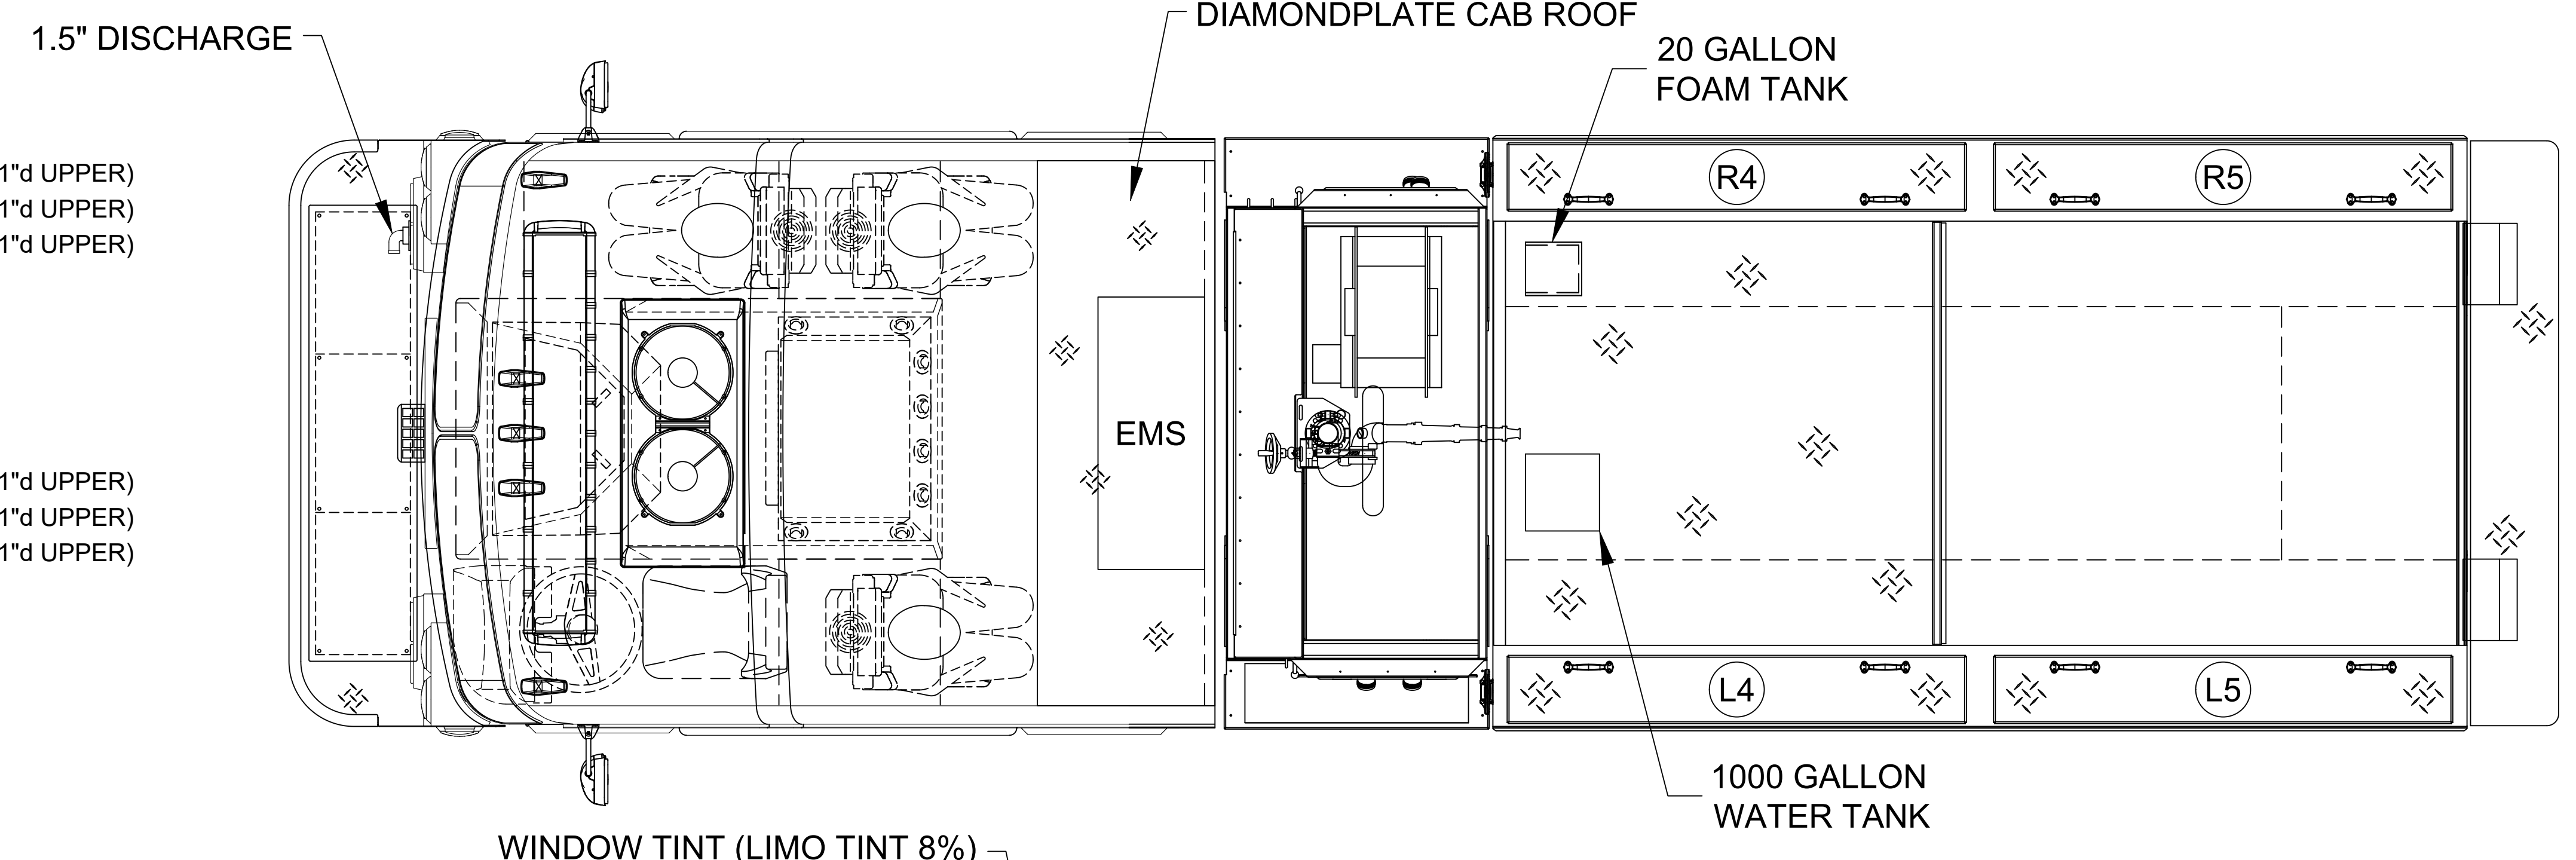 DIAMONDPLATE CAB ROOF
1.5" DISCHARGE
20 GALLON
FOAM TANK
1"d UPPER)
1"d UPPER)
1"d UPPER)
R4
R5
EMS
1"d UPPER)
1"d UPPER)
1"d UPPER)
L4
L5
1000 GALLON
WATER TANK
WINDOW TINT (LIMO TINT 8%)